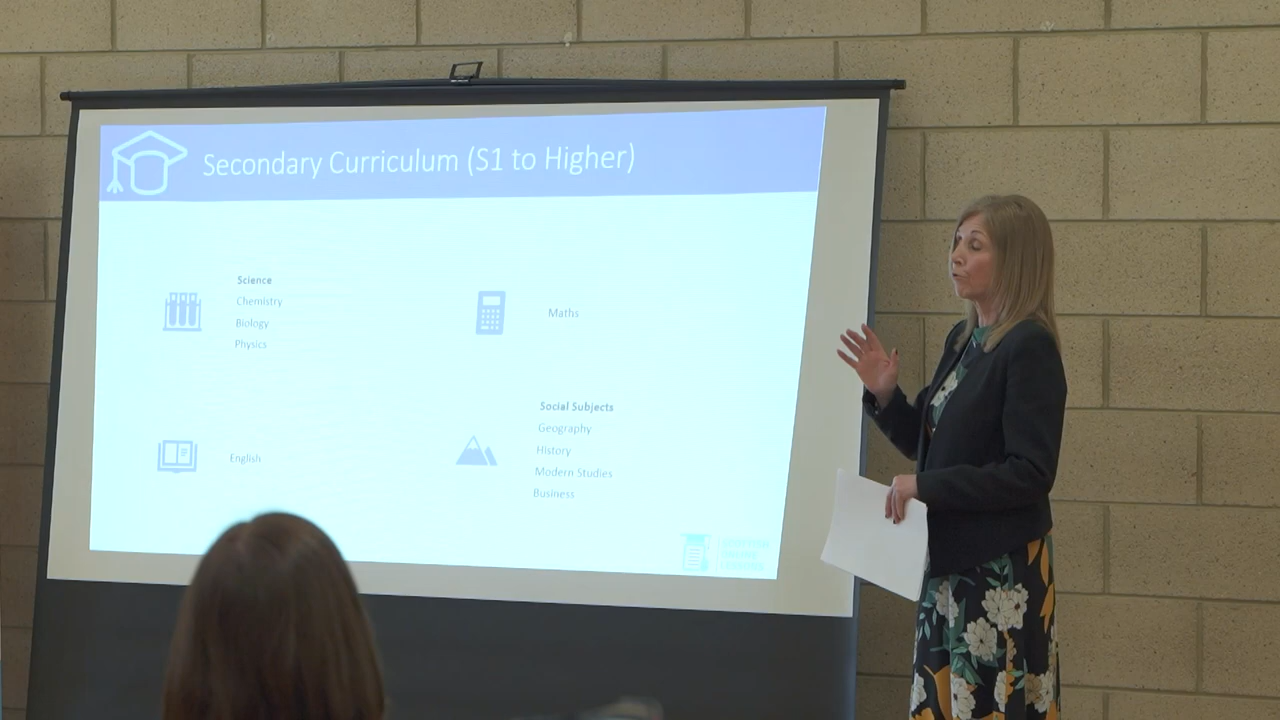 Secondary Curriculum (S1 to Higher)
Science
Chemistry
Biology
Physics
Maths
English
Social Subjects
Geography
History
Modern Studies
Business